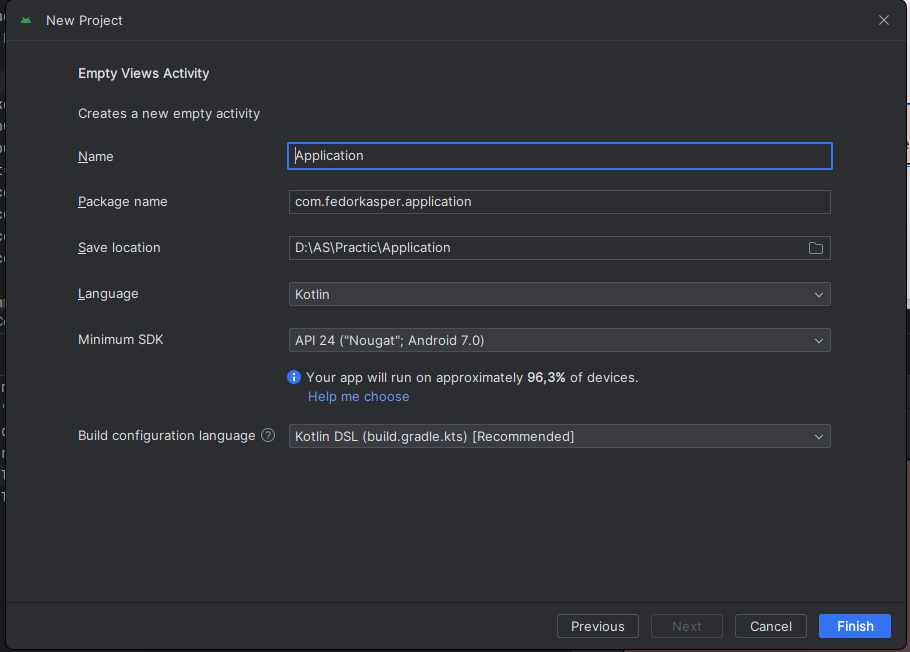 New Project
Empty Views Activity
Creates a new empty activity
Name
Application
Package name
com.fedorkasper.application
Save location
D:\AS\Practic\Application
Language
Kotlin
Minimum SDK
API 24 ("Nougat"; Android 7.0)
Your app will run on approximately 96,3% of devices.
Help me choose
Build configuration language
Kotlin DSL (build.gradle.kts) [Recommended]
Previous
Next
Cancel
Finish